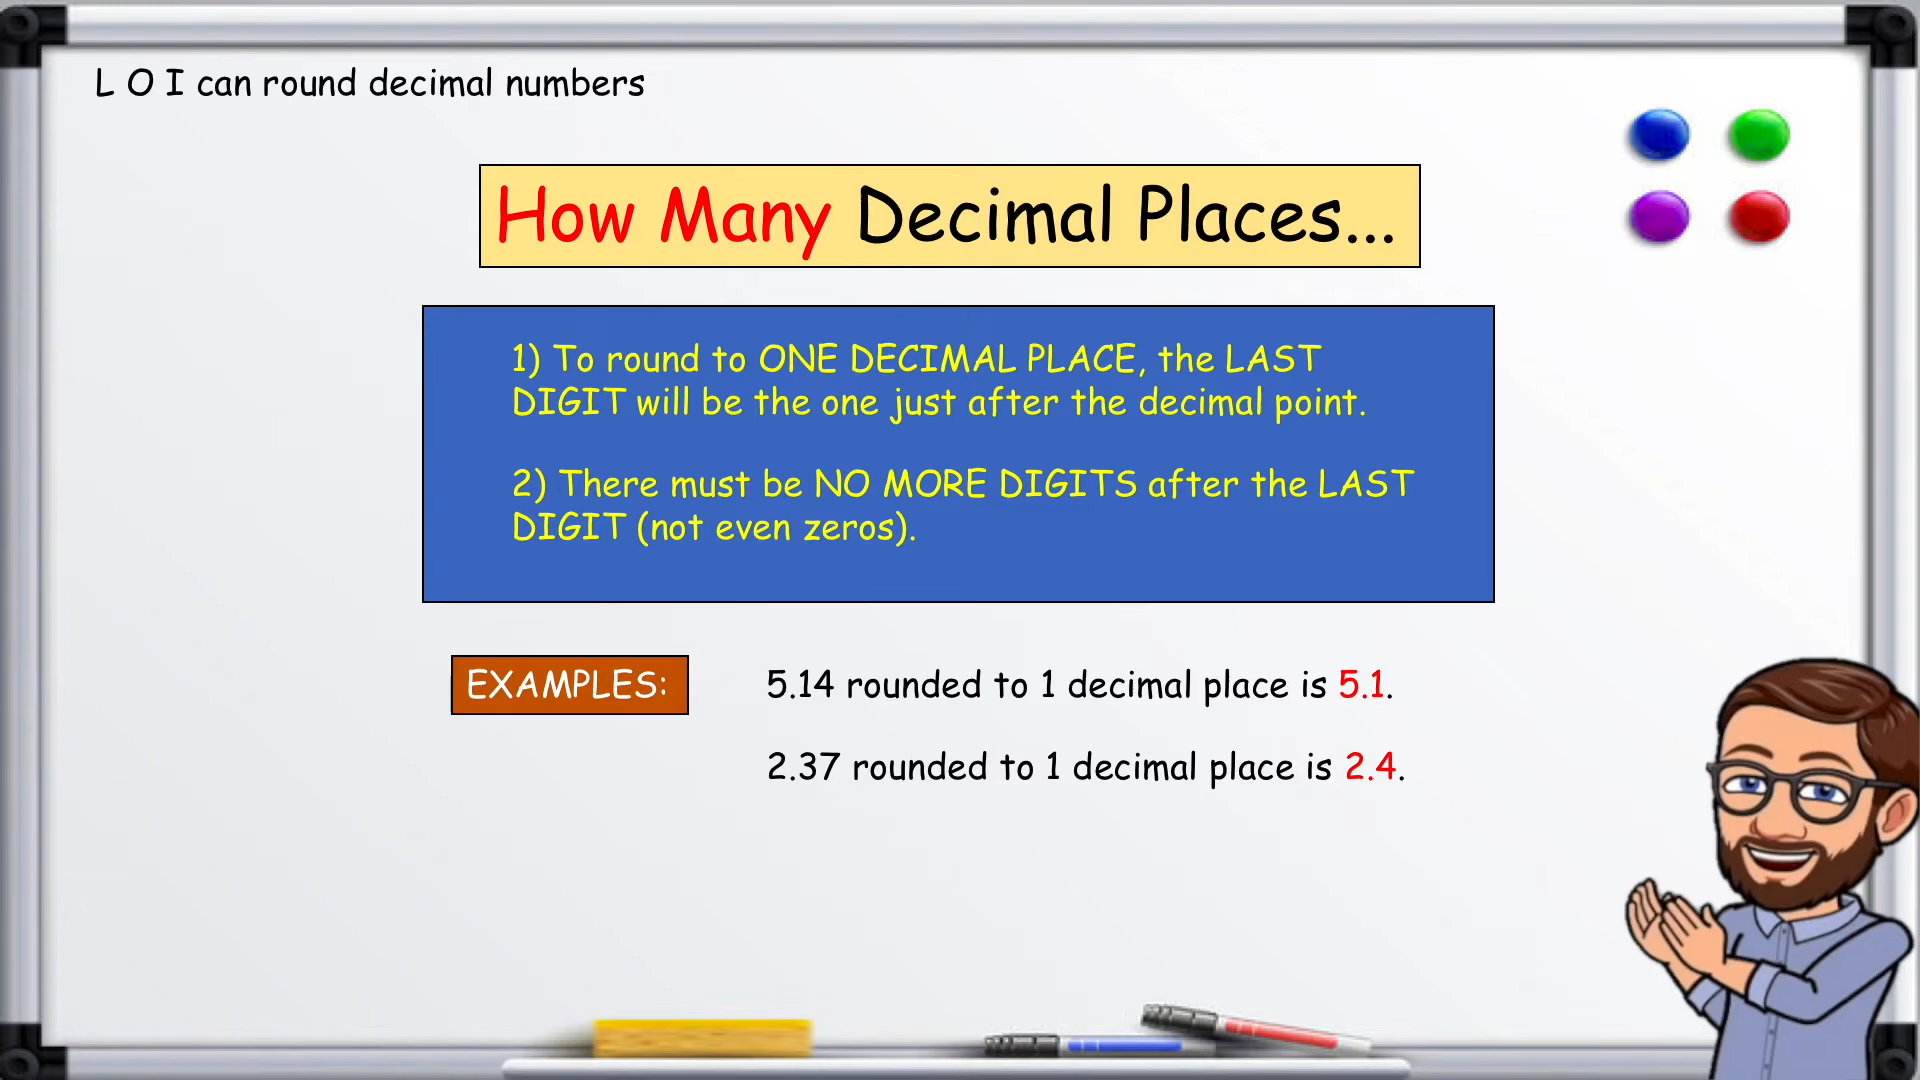 L O I can round decimal numbers
How Many Decimal Places...
1) To round to ONE DECIMAL PLACE, the LAST
DIGIT will be the one just after the decimal point.
2) There must be NO MORE DIGITS after the LAST
DIGIT (not even zeros).
EXAMPLES:
5.14 rounded to 1 decimal place is 5.1.
2.37 rounded to 1 decimal place is 2.4.